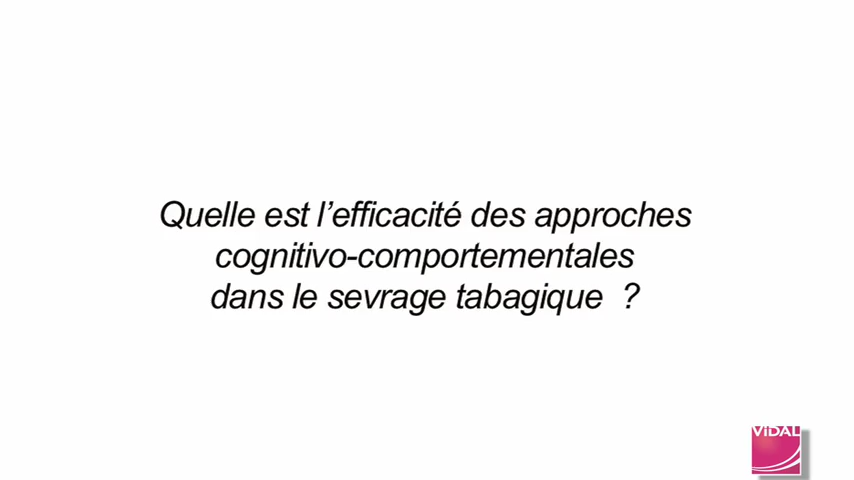 Quelle est l’efficacité des approches
cognitivo-comportementales
dans le sevrage tabagique ?
ViDAL